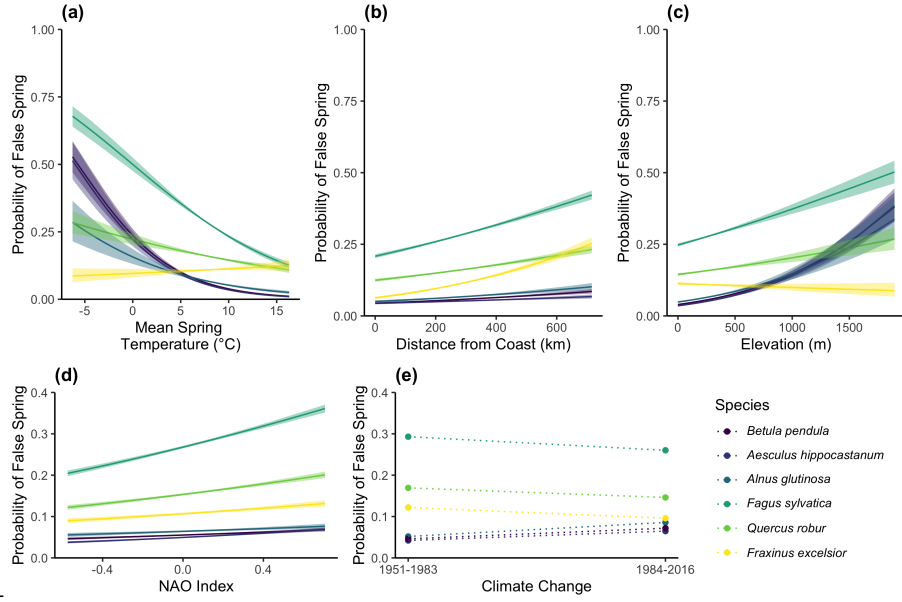 (a)
Probability of False Spring
1.00
0.75
0.50
0.25
0.00
-5
0
5
10
15
Mean Spring
Temperature (°C)
(b)
Probability of False Spring
1.00
0.75
0.50
0.25
0.00
0
200
400
600
Distance from Coast (km)
(c)
Probability of False Spring
1.00
0.75
0.50
0.25
0.00
0
500
1000
1500
Elevation (m)
(d)
Probability of False Spring
0.4
0.3
0.2
0.1
0.0
-0.4
0.0
0.4
NAO Index
(e)
Probability of False Spring
0.4
0.3
0.2
0.1
0.0
1951-1983
1984-2016
Climate Change
Species
Betula pendula
Aesculus hippocastanum
Alnus glutinosa
Fagus sylvatica
Quercus robur
Fraxinus excelsior